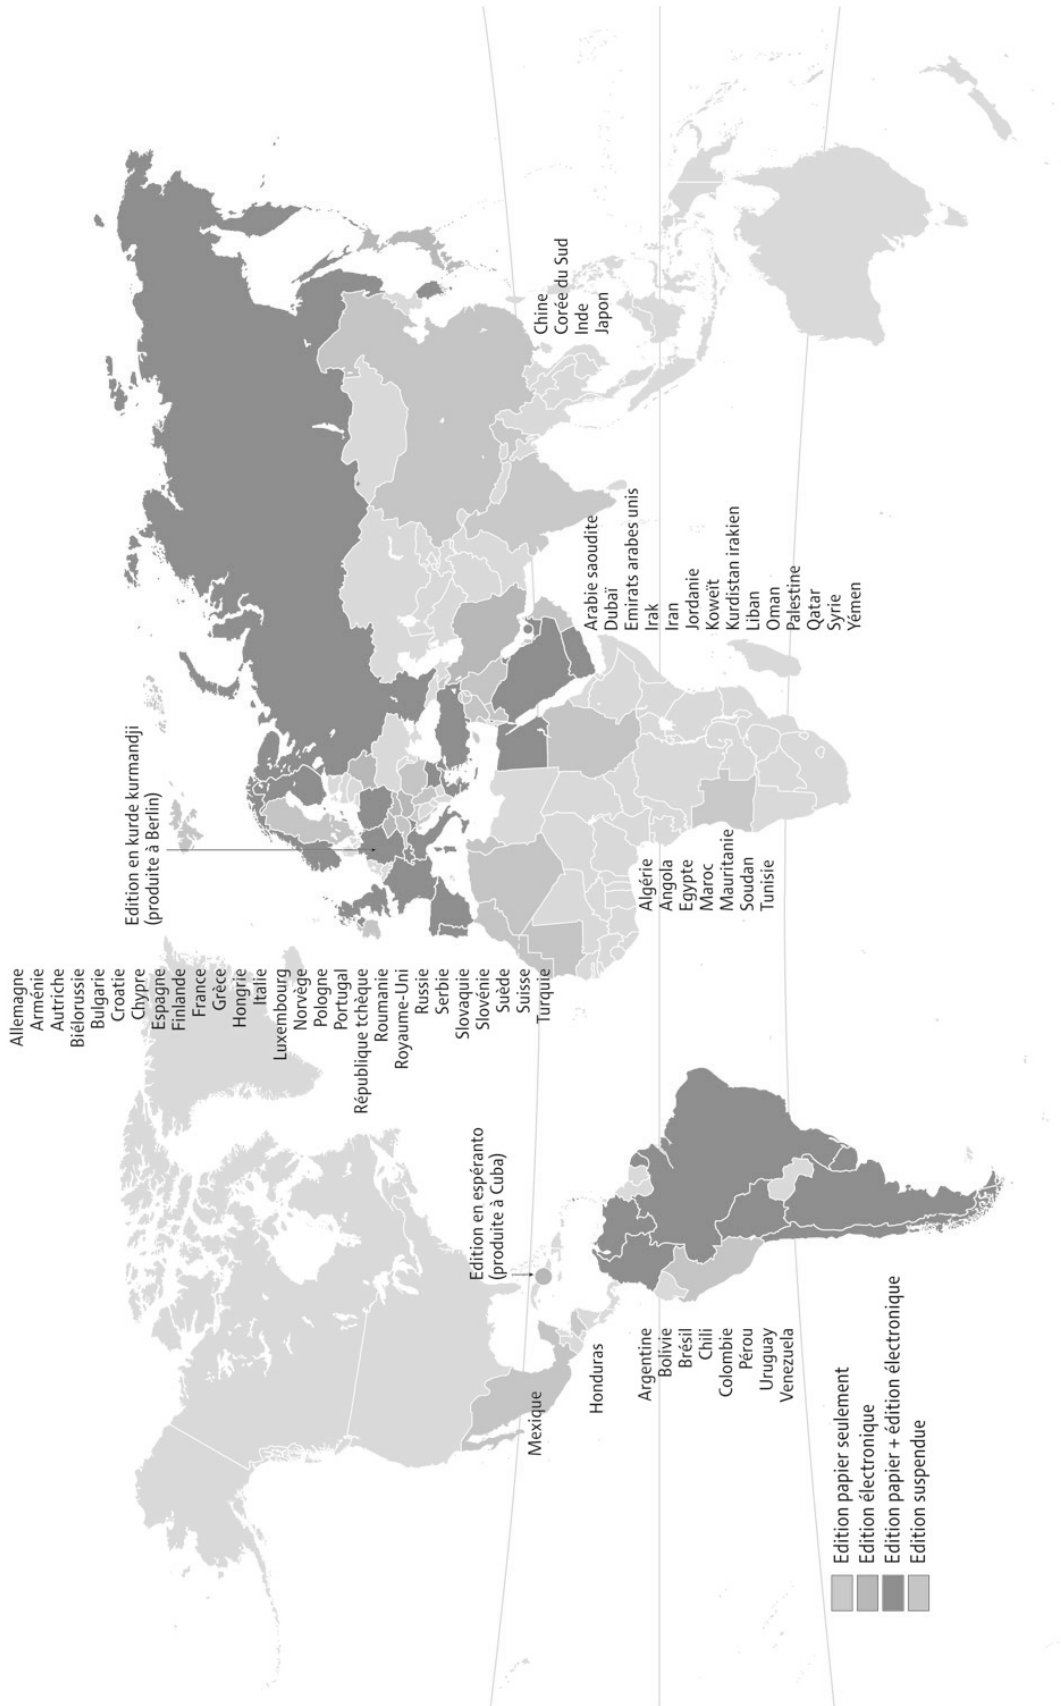 Edition en kurde kurmandji
(produite à Berlin)
Allemagne
Arménie
Autriche
Biélorussie
Bulgarie
Croatie
Chypre
Espagne
Finlande
France
Grèce
Hongrie
Italie
Luxembourg
Norvège
Pologne
Portugal
République tchèque
Roumanie
Royaume-Uni
Russie
Serbie
Slovaquie
Slovénie
Suède
Suisse
Turquie
Chine
Corée du Sud
Inde
Japon
Arabie saoudite
Dubaï
Emirats arabes unis
Irak
Iran
Jordanie
Koweït
Kurdistan irakien
Liban
Oman
Palestine
Qatar
Syrie
Yémen
Algérie
Angola
Egypte
Maroc
Mauritanie
Soudan
Tunisie
Edition en espéranto
(produite à Cuba)
Mexique
Honduras
Argentine
Bolivie
Brésil
Chili
Colombie
Pérou
Uruguay
Venezuela
Edition papier seulement
Edition électronique
Edition papier + édition électronique
Edition suspendue